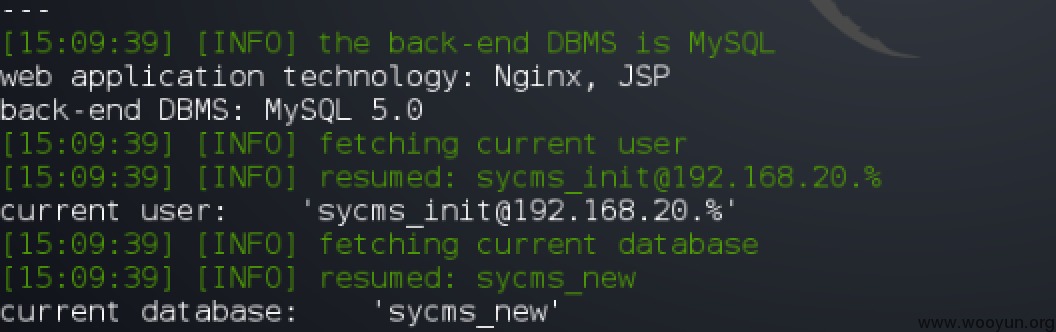 ---
[15:09:39] [INFO] the back-end DBMS is MySQL
web application technology: Nginx, JSP
back-end DBMS: MySQL 5.0
[15:09:39] [INFO] fetching current user
[15:09:39] [INFO] resumed: sycms_init@192.168.20.%
current user:    'sycms_init@192.168.20.%'
[15:09:39] [INFO] fetching current database
[15:09:39] [INFO] resumed: sycms_new
current database:    'sycms_new'
www.wooyun.org